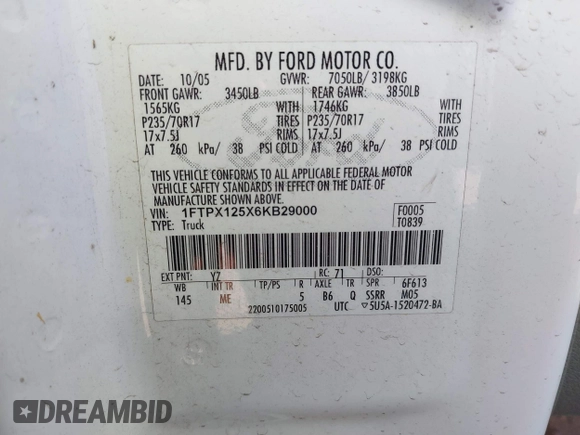 MFD. BY FORD MOTOR CO.
DATE: 10/05 GVWR: 7050LB/ 3198KG
FRONT GAWR: 3450LB REAR GAWR: 3850LB
1565KG WITH 1746KG WITH
P235/70R17 TIRES P235/70R17 TIRES
17x7.5J RIMS 17x7.5J RIMS
AT 260 kPa/ 38 PSI COLD AT 260 kPa/ 38 PSI COLD
THIS VEHICLE CONFORMS TO ALL APPLICABLE FEDERAL MOTOR
VEHICLE SAFETY STANDARDS IN EFFECT ON THE DATE OF
MANUFACTURE SHOWN ABOVE.
VIN: 1FTPX125X6KB29000 F0005
TYPE: Truck T0839
EXT PNT: YZ RC: 71 DSO:
WB INT TR TP/PS R AXLE TR SPR 6F613
145 ME 5 B6 Q SSRR M05
2200510175005 UTC ▽5U5A-1520472-BA
DREAMBID